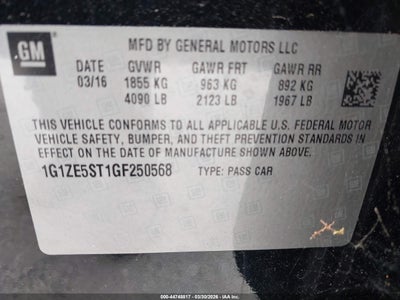 GM
MFD BY GENERAL MOTORS LLC
DATE GVWR GAWR FRT GAWR RR
03/16 1855 KG 963 KG 892 KG
4090 LB 2123 LB 1967 LB
THIS VEHICLE CONFORMS TO ALL APPLICABLE U.S. FEDERAL MOTOR
VEHICLE SAFETY, BUMPER, AND THEFT PREVENTION STANDARDS IN
EFFECT ON THE DATE OF MANUFACTURE SHOWN ABOVE.
1G1ZE5ST1GF250568 TYPE: PASS CAR
000-44748817 - 03/30/2026 -